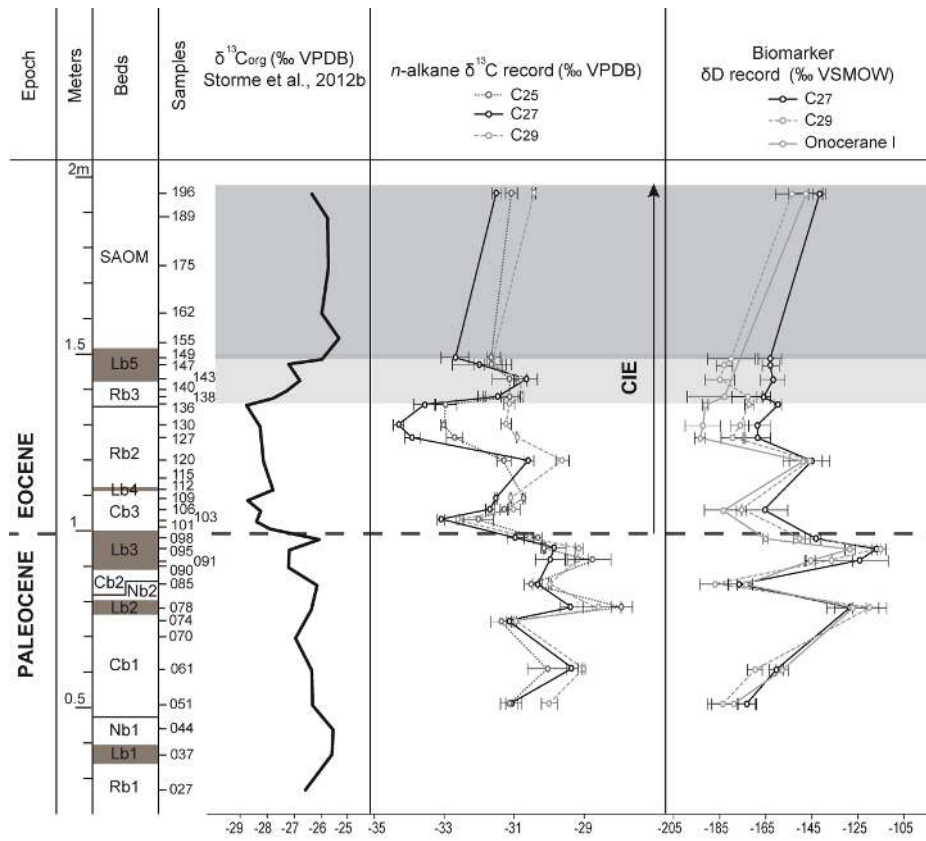 Epoch
Meters
Beds
Samples
δ13Corg (‰ VPDB)
Storme et al., 2012b
n-alkane δ13C record (‰ VPDB)
C25
C27
C29
Biomarker
δD record (‰ VSMOW)
C27
C29
Onocerane I
EOCENE
PALEOCENE
2m
1.5
1
0.5
SAOM
Lb5
Rb3
Rb2
Lb4
Cb3
Lb3
Cb2
Nb2
Lb2
Cb1
Nb1
Lb1
Rb1
196
189
175
162
155
149
147
143
140
138
136
130
127
120
115
112
109
106
103
101
098
095
091
090
085
078
074
070
061
051
044
037
027
CIE
-29 -28 -27 -26 -25
-35 -33 -31 -29
-205 -185 -165 -145 -125 -105